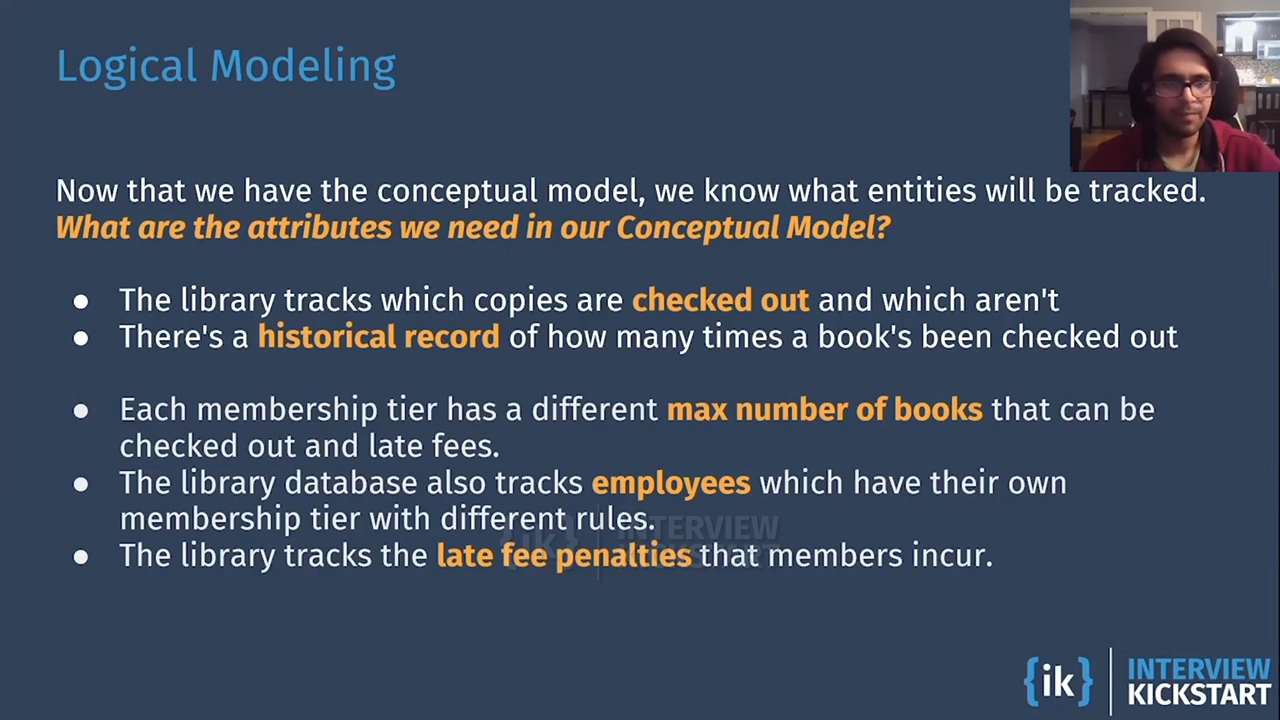 Logical Modeling
Now that we have the conceptual model, we know what entities will be tracked.
What are the attributes we need in our Conceptual Model?
● The library tracks which copies are checked out and which aren't
● There's a historical record of how many times a book's been checked out
● Each membership tier has a different max number of books that can be
checked out and late fees.
● The library database also tracks employees which have their own
membership tier with different rules.
● The library tracks the late fee penalties that members incur.
{ik} INTERVIEW
KICKSTART
{ik} INTERVIEW
KICKSTART